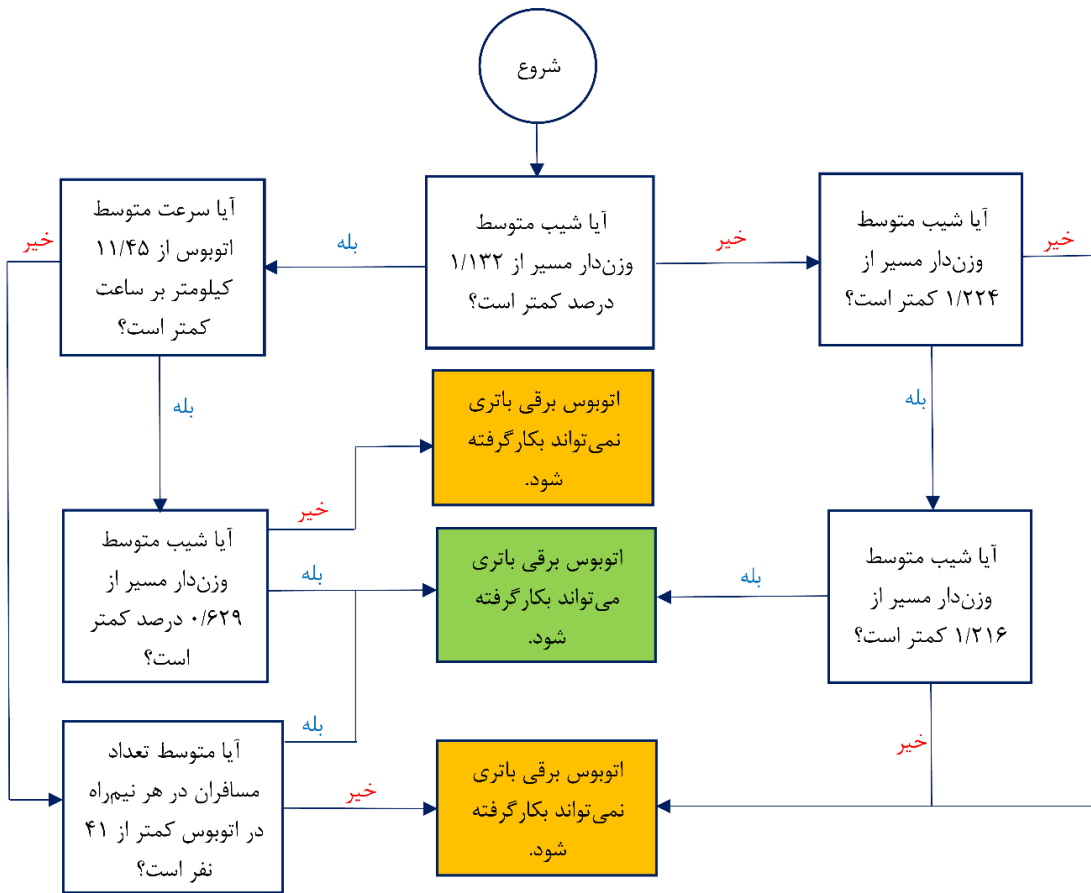 شروع
آیا شیب متوسط
وزن‌دار مسیر از
۱/۲۲۴ کمتر است؟
خیر
خیر
آیا شیب متوسط
وزن‌دار مسیر از ۱/۱۳۲
درصد کمتر است؟
بله
آیا سرعت متوسط
اتوبوس از ۱۱/۴۵
کیلومتر بر ساعت
کمتر است؟
خیر
بله
بله
اتوبوس برقی باتری
نمی‌تواند بکارگرفته
شود.
آیا شیب متوسط
وزن‌دار مسیر از
۱/۲۱۶ کمتر است؟
بله
خیر
اتوبوس برقی باتری
می‌تواند بکارگرفته
شود.
خیر
بله
آیا شیب متوسط
وزن‌دار مسیر از
۰/۶۲۹ درصد کمتر
است؟
بله
خیر
آیا متوسط تعداد
مسافران در هر نیم‌راه
در اتوبوس کمتر از ۴۱
نفر است؟
اتوبوس برقی باتری
نمی‌تواند بکارگرفته
شود.